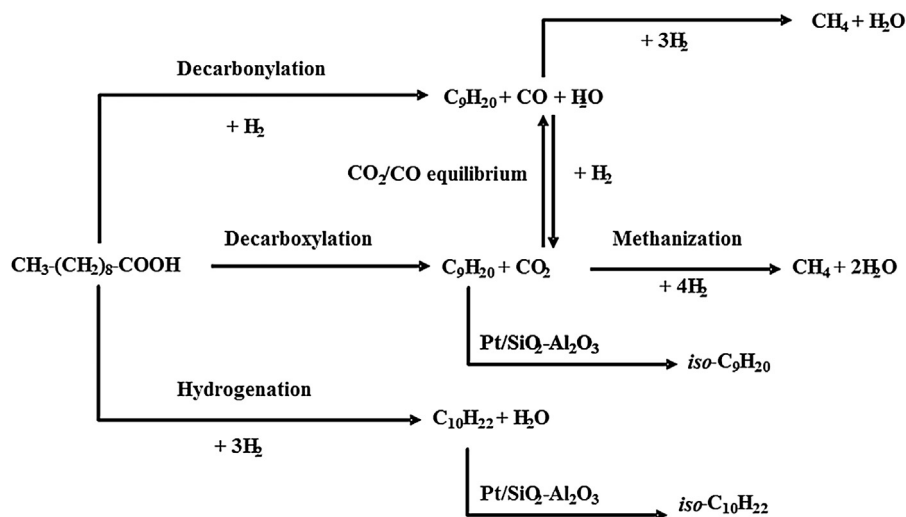 CH₄ + H₂O
+ 3H₂
Decarbonylation
C₉H₂₀ + CO + H₂O
+ H₂
CO₂/CO equilibrium
+ H₂
Decarboxylation
Methanization
CH₃-(CH₂)₈-COOH
C₉H₂₀ + CO₂
CH₄ + 2H₂O
+ 4H₂
Pt/SiO₂-Al₂O₃
iso-C₉H₂₀
Hydrogenation
C₁₀H₂₂ + H₂O
+ 3H₂
Pt/SiO₂-Al₂O₃
iso-C₁₀H₂₂